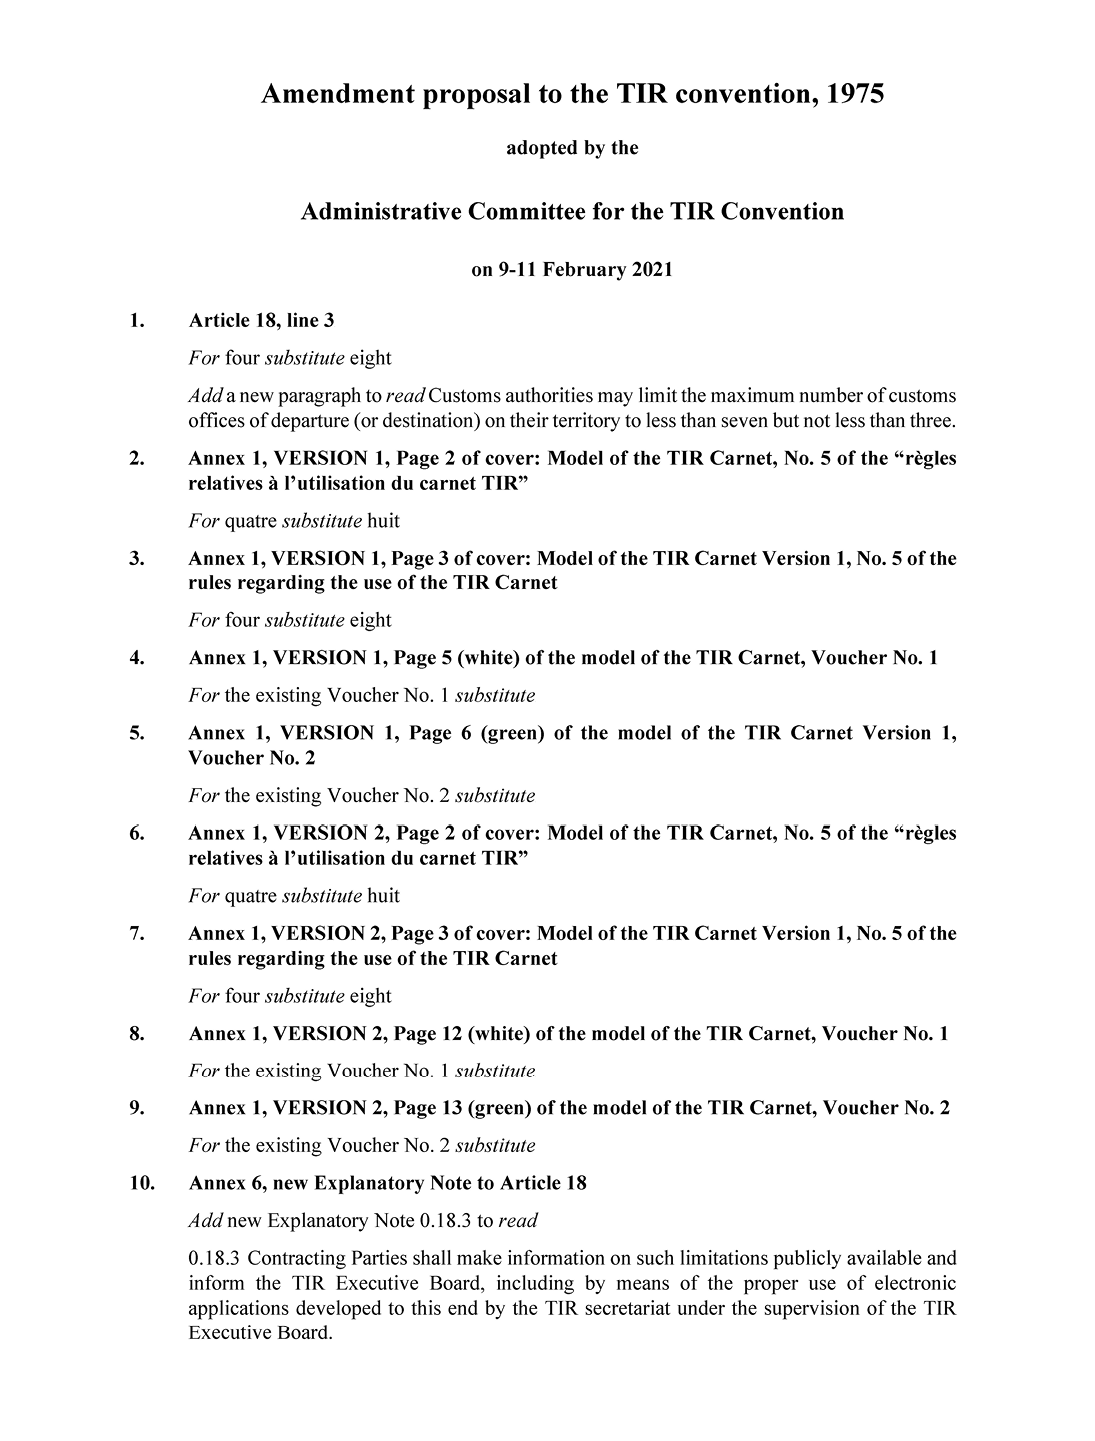 Amendment proposal to the TIR convention, 1975
adopted by the
Administrative Committee for the TIR Convention
on 9-11 February 2021
1. Article 18, line 3
For four substitute eight
Add a new paragraph to read Customs authorities may limit the maximum number of customs
offices of departure (or destination) on their territory to less than seven but not less than three.
2. Annex 1, VERSION 1, Page 2 of cover: Model of the TIR Carnet, No. 5 of the “règles
relatives à l’utilisation du carnet TIR”
For quatre substitute huit
3. Annex 1, VERSION 1, Page 3 of cover: Model of the TIR Carnet Version 1, No. 5 of the
rules regarding the use of the TIR Carnet
For four substitute eight
4. Annex 1, VERSION 1, Page 5 (white) of the model of the TIR Carnet, Voucher No. 1
For the existing Voucher No. 1 substitute
5. Annex 1, VERSION 1, Page 6 (green) of the model of the TIR Carnet Version 1,
Voucher No. 2
For the existing Voucher No. 2 substitute
6. Annex 1, VERSION 2, Page 2 of cover: Model of the TIR Carnet, No. 5 of the “règles
relatives à l’utilisation du carnet TIR”
For quatre substitute huit
7. Annex 1, VERSION 2, Page 3 of cover: Model of the TIR Carnet Version 1, No. 5 of the
rules regarding the use of the TIR Carnet
For four substitute eight
8. Annex 1, VERSION 2, Page 12 (white) of the model of the TIR Carnet, Voucher No. 1
For the existing Voucher No. 1 substitute
9. Annex 1, VERSION 2, Page 13 (green) of the model of the TIR Carnet, Voucher No. 2
For the existing Voucher No. 2 substitute
10. Annex 6, new Explanatory Note to Article 18
Add new Explanatory Note 0.18.3 to read
0.18.3 Contracting Parties shall make information on such limitations publicly available and
inform the TIR Executive Board, including by means of the proper use of electronic
applications developed to this end by the TIR secretariat under the supervision of the TIR
Executive Board.